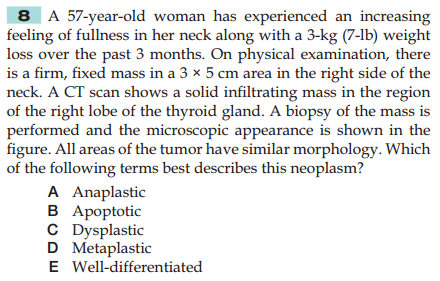 8 A 57-year-old woman has experienced an increasing
feeling of fullness in her neck along with a 3-kg (7-lb) weight
loss over the past 3 months. On physical examination, there
is a firm, fixed mass in a 3 × 5 cm area in the right side of the
neck. A CT scan shows a solid infiltrating mass in the region
of the right lobe of the thyroid gland. A biopsy of the mass is
performed and the microscopic appearance is shown in the
figure. All areas of the tumor have similar morphology. Which
of the following terms best describes this neoplasm?
A Anaplastic
B Apoptotic
C Dysplastic
D Metaplastic
E Well-differentiated